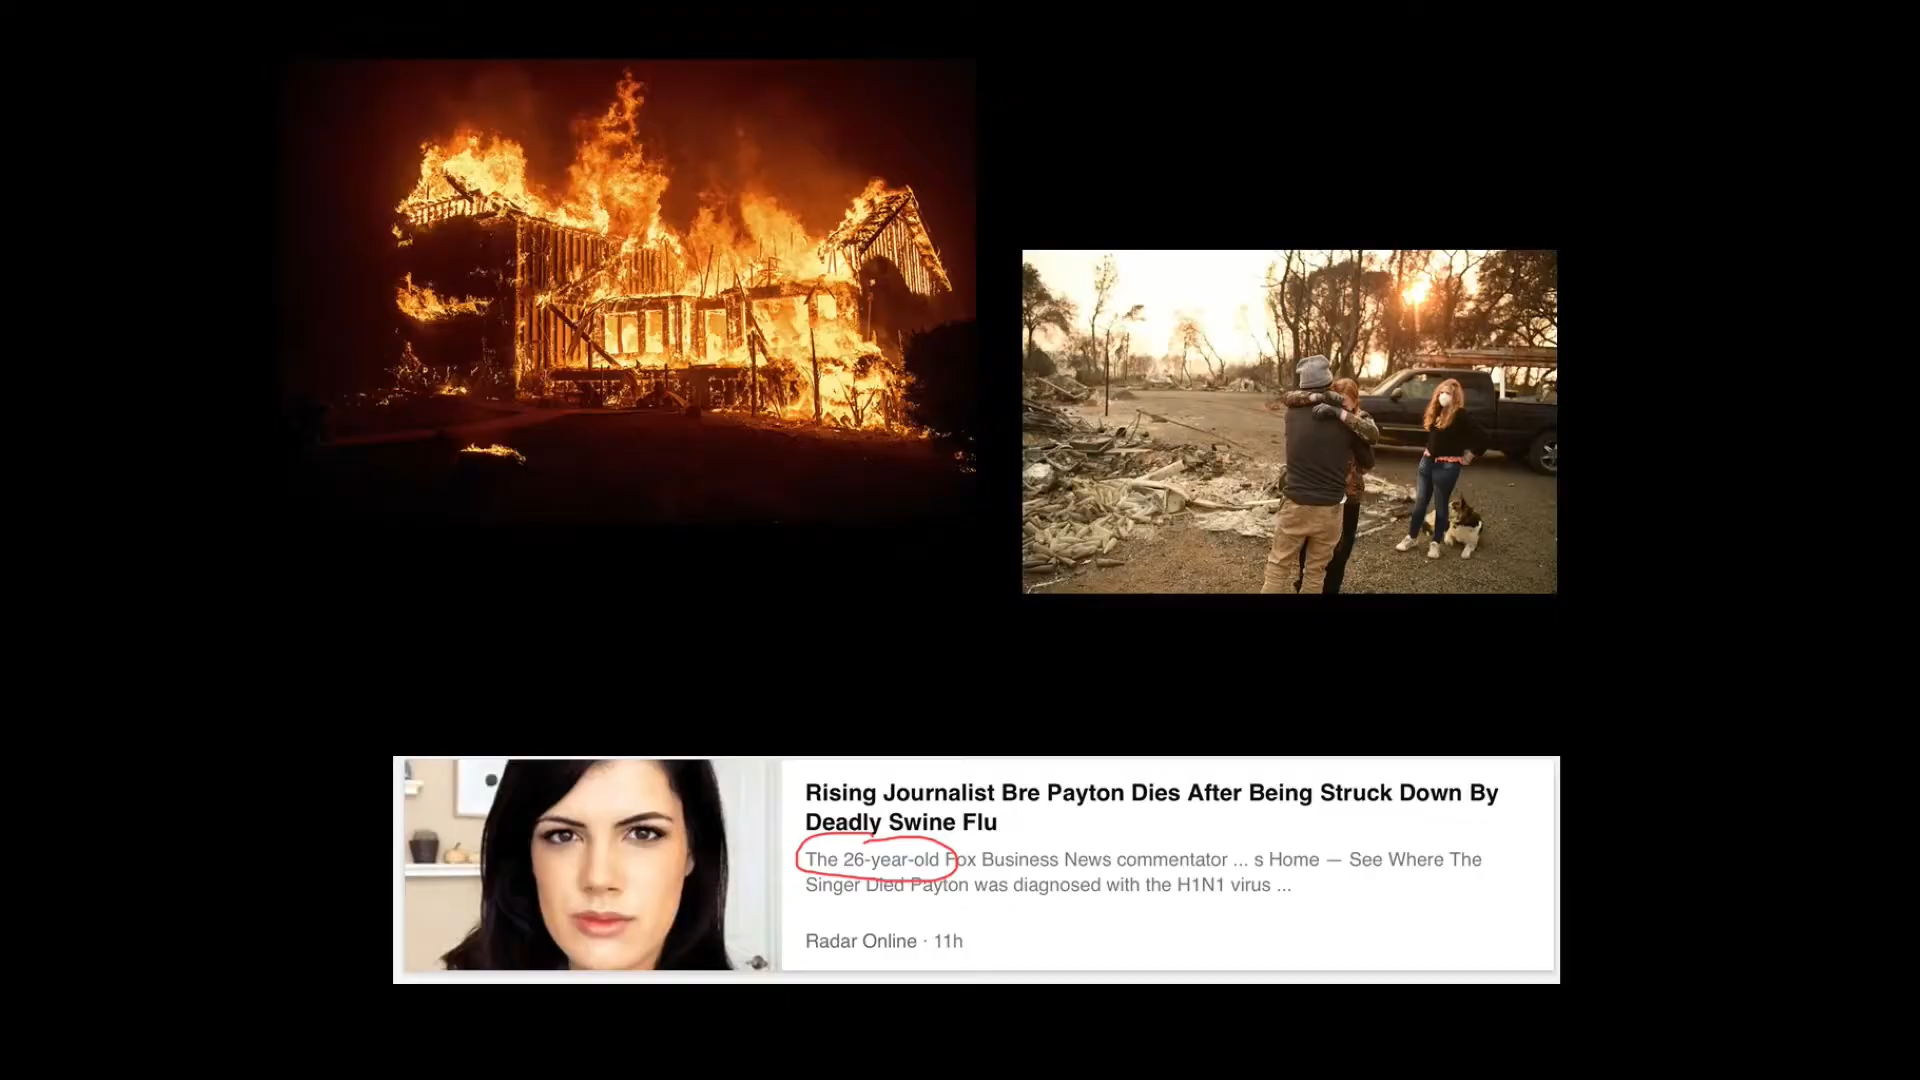 Rising Journalist Bre Payton Dies After Being Struck Down By
Deadly Swine Flu
The 26-year-old Fox Business News commentator ... s Home — See Where The
Singer Died Payton was diagnosed with the H1N1 virus ...
Radar Online · 11h